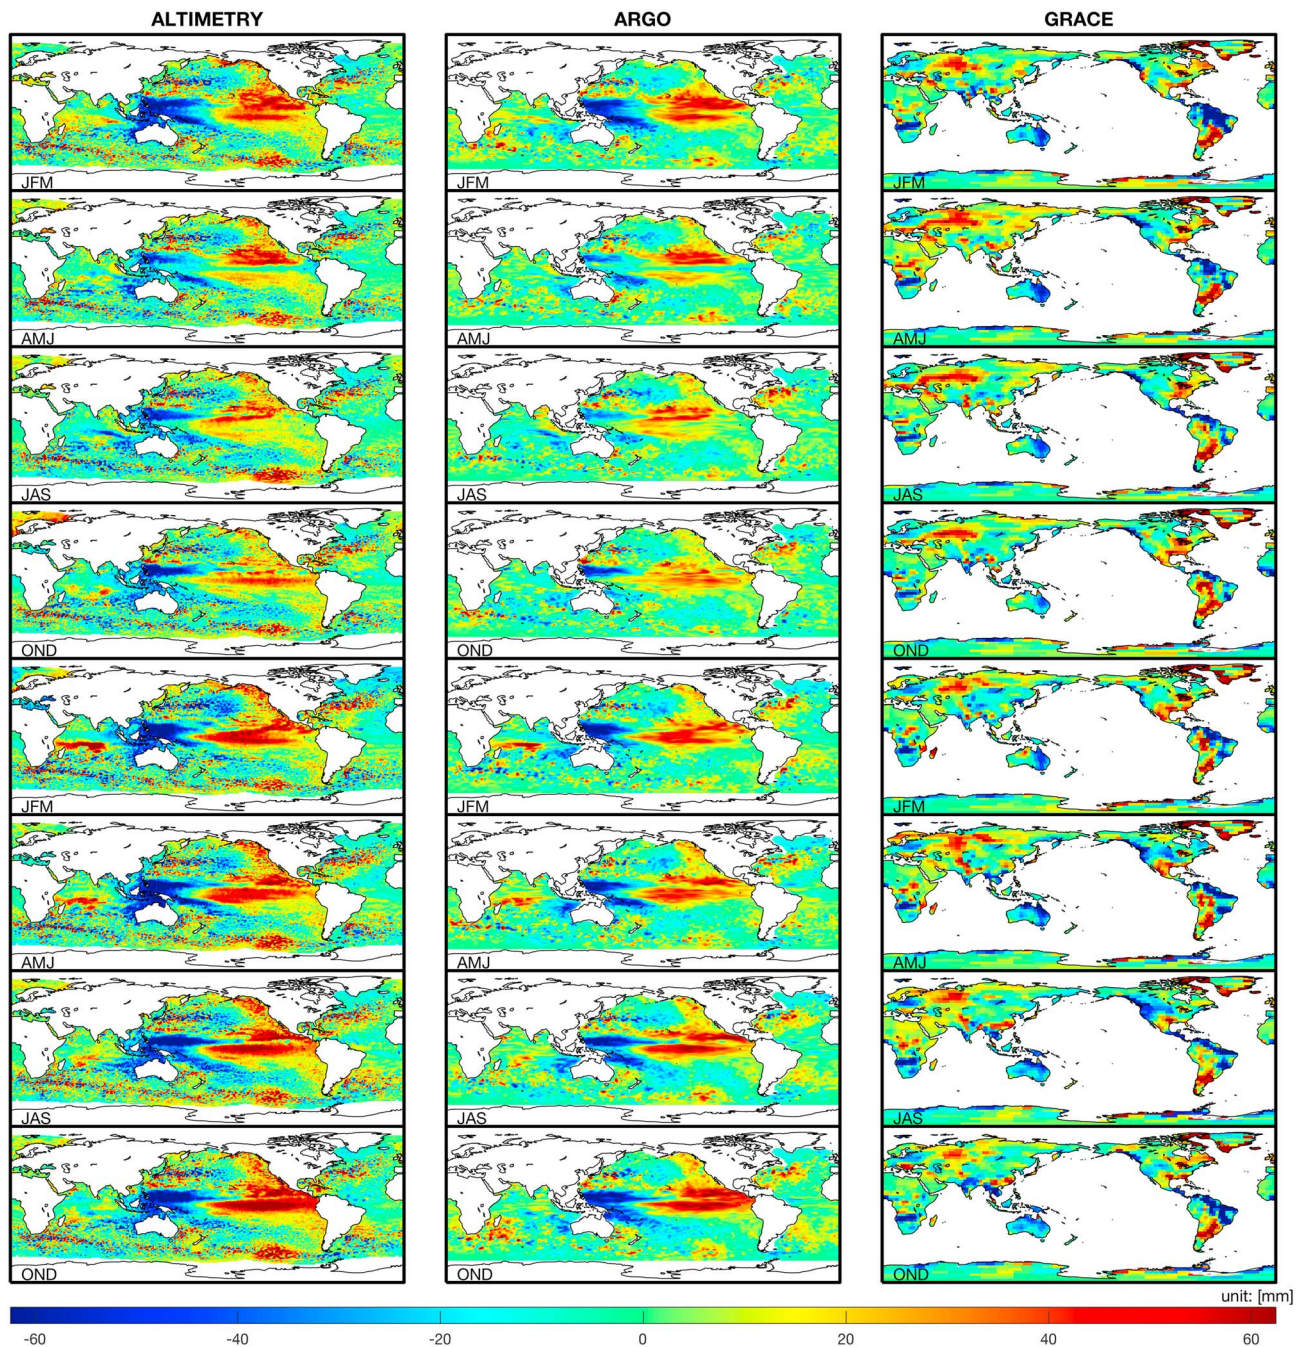 ALTIMETRY ARGO GRACE
JFM JFM JFM
AMJ AMJ AMJ
JAS JAS JAS
OND OND OND
JFM JFM JFM
AMJ AMJ AMJ
JAS JAS JAS
OND OND OND
unit: [mm]
-60 -40 -20 0 20 40 60